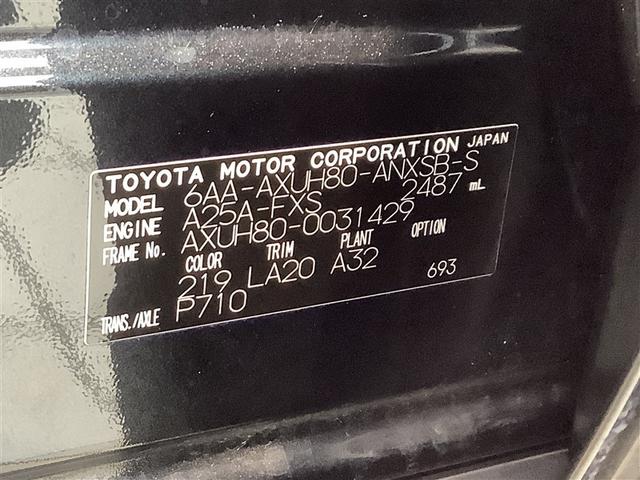 TOYOTA MOTOR CORPORATION JAPAN
MODEL 6AA-AXUH80-ANXSB-S
ENGINE A25A-FXS 2487 mL
FRAME No. AXUH80-0031429
COLOR TRIM PLANT OPTION
219 LA20 A32 693
TRANS./AXLE P710